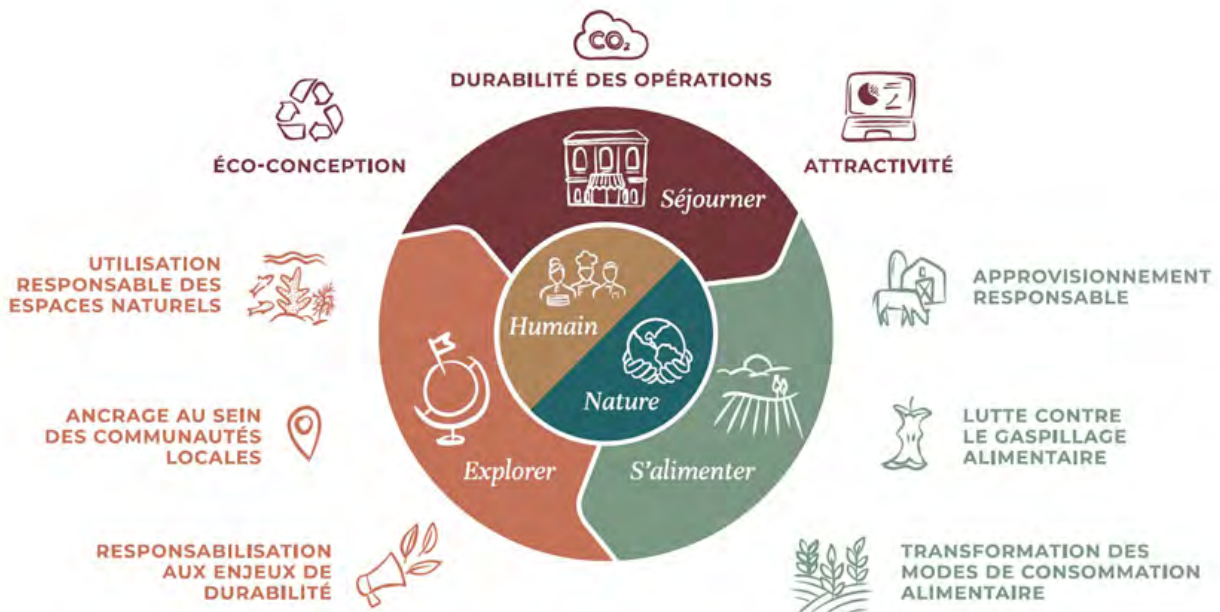 CO₂
DURABILITÉ DES OPÉRATIONS
ÉCO-CONCEPTION
ATTRACTIVITÉ
Séjourner
UTILISATION
RESPONSABLE DES
ESPACES NATURELS
APPROVISIONNEMENT
RESPONSABLE
Humain
Nature
ANCRAGE AU SEIN
DES COMMUNAUTÉS
LOCALES
LUTTE CONTRE
LE GASPILLAGE
ALIMENTAIRE
Explorer
S'alimenter
RESPONSABILISATION
AUX ENJEUX DE
DURABILITÉ
TRANSFORMATION DES
MODES DE CONSOMMATION
ALIMENTAIRE